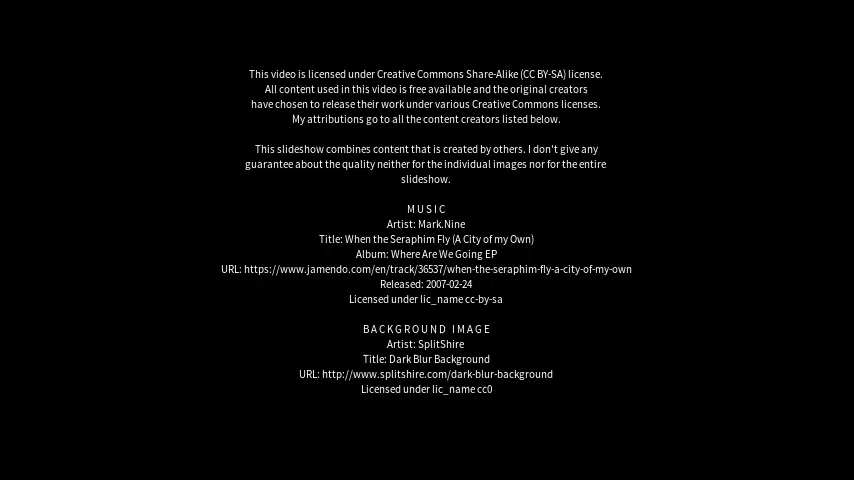 This video is licensed under Creative Commons Share-Alike (CC BY-SA) license.
All content used in this video is free available and the original creators
have chosen to release their work under various Creative Commons licenses.
My attributions go to all the content creators listed below.
This slideshow combines content that is created by others. I don't give any
guarantee about the quality neither for the individual images nor for the entire
slideshow.
MUSIC
Artist: Mark.Nine
Title: When the Seraphim Fly (A City of my Own)
Album: Where Are We Going EP
URL: https://www.jamendo.com/en/track/36537/when-the-seraphim-fly-a-city-of-my-own
Released: 2007-02-24
Licensed under lic_name cc-by-sa
BACKGROUND IMAGE
Artist: SplitShire
Title: Dark Blur Background
URL: http://www.splitshire.com/dark-blur-background
Licensed under lic_name cc0